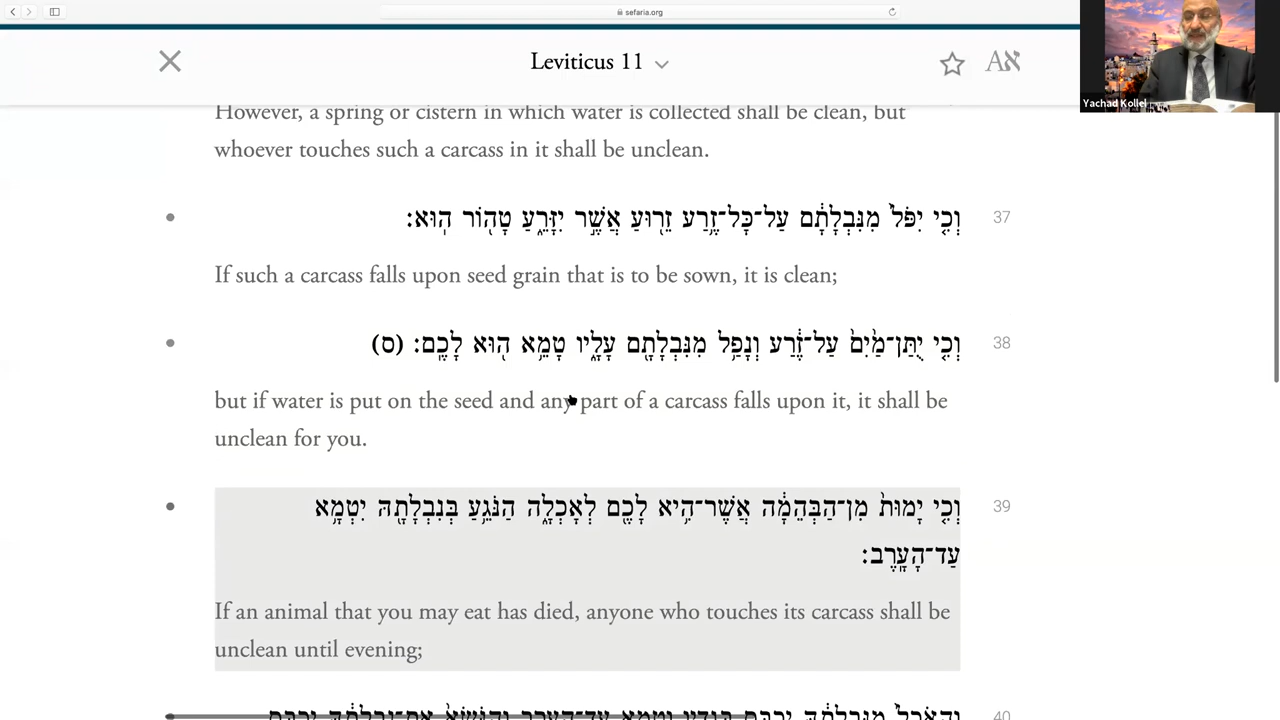 sefaria.org
Leviticus 11
Aא
Yachad Kollel
However, a spring or cistern in which water is collected shall be clean, but
whoever touches such a carcass in it shall be unclean.
37
וְכִ֤י יִפֹּל֙ מִנִּבְלָתָ֔ם עַל־כׇּל־זֶ֥רַע זֵר֖וּעַ אֲשֶׁ֣ר יִזָּרֵ֑עַ טָה֖וֹר הֽוּא׃
If such a carcass falls upon seed grain that is to be sown, it is clean;
38
וְכִ֤י יֻתַּן־מַ֙יִם֙ עַל־זֶ֔רַע וְנָפַ֥ל מִנִּבְלָתָ֖ם עָלָ֑יו טָמֵ֥א ה֖וּא לָכֶֽם׃ (ס)
but if water is put on the seed and any part of a carcass falls upon it, it shall be
unclean for you.
39
וְכִ֤י יָמוּת֙ מִן־הַבְּהֵמָ֔ה אֲשֶׁר־הִ֥יא לָכֶ֖ם לְאׇכְלָ֑ה הַנֹּגֵ֥עַ בְּנִבְלָתָ֖הּ יִטְמָ֥א
עַד־הָעָֽרֶב׃
If an animal that you may eat has died, anyone who touches its carcass shall be
unclean until evening;
40